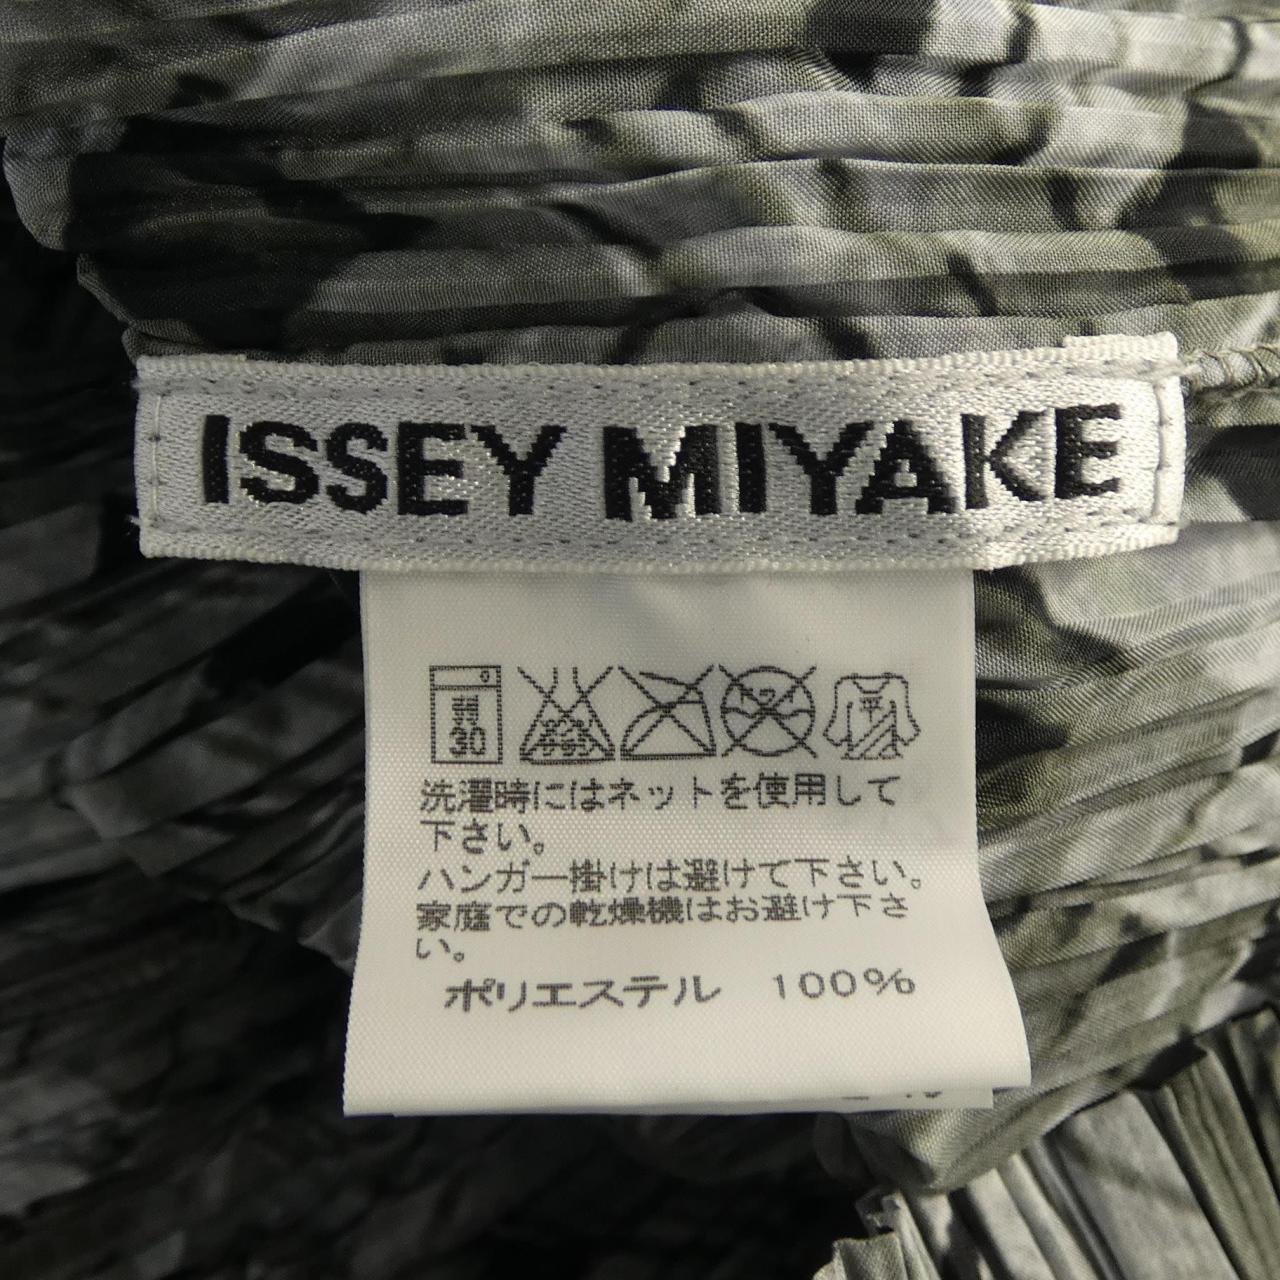 ISSEY MIYAKE
弱
30
洗濯時にはネットを使用して
下さい。
ハンガー掛けは避けて下さい。
家庭での乾燥機はお避け下さ
い。
ポリエステル 100%